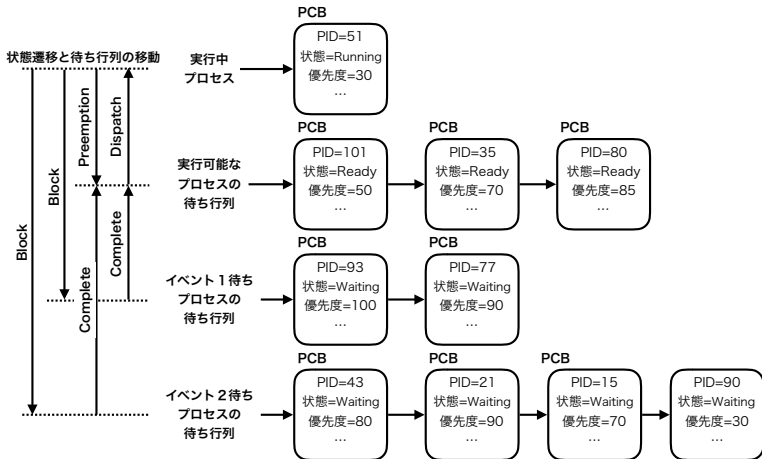 状態遷移と待ち行列の移動
Block
Block
Preemption
Dispatch
Complete
Complete
実行中
プロセス
PCB
PID=51
状態=Running
優先度=30
...
実行可能な
プロセスの
待ち行列
PCB
PID=101
状態=Ready
優先度=50
...
PCB
PID=35
状態=Ready
優先度=70
...
PCB
PID=80
状態=Ready
優先度=85
...
イベント1待ち
プロセスの
待ち行列
PCB
PID=93
状態=Waiting
優先度=100
...
PCB
PID=77
状態=Waiting
優先度=90
...
イベント2待ち
プロセスの
待ち行列
PCB
PID=43
状態=Waiting
優先度=80
...
PCB
PID=21
状態=Waiting
優先度=90
...
PCB
PID=15
状態=Waiting
優先度=70
...
PID=90
状態=Waiting
優先度=30
...